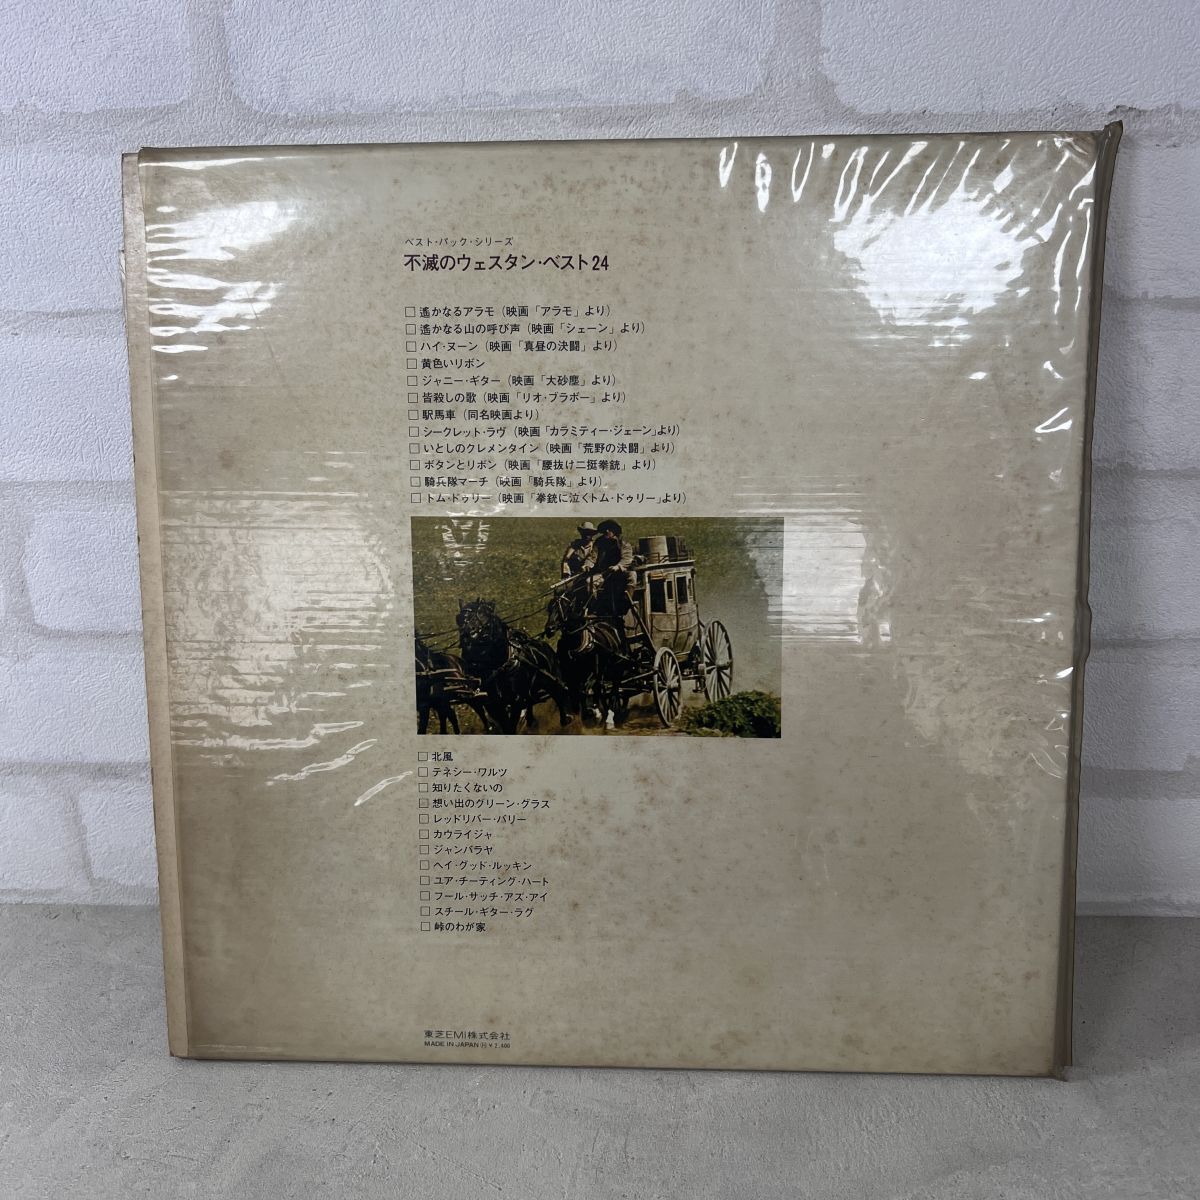 ベスト・パック・シリーズ
不滅のウェスタン・ベスト24
□ 遙かなるアラモ（映画「アラモ」より）
□ 遙かなる山の呼び声（映画「シェーン」より）
□ ハイ・ヌーン（映画「真昼の決闘」より）
□ 黄色いリボン
□ ジャニー・ギター（映画「大砂塵」より）
□ 皆殺しの歌（映画「リオ・ブラボー」より）
□ 駅馬車（同名映画より）
□ シークレット・ラヴ（映画「カラミティー・ジェーン」より）
□ いとしのクレメンタイン（映画「荒野の決闘」より）
□ ボタンとリボン（映画「腰抜け二挺拳銃」より）
□ 騎兵隊マーチ（映画「騎兵隊」より）
□ トム・ドゥリー（映画「拳銃に泣くトム・ドゥリー」より）
□ 北風
□ テネシー・ワルツ
□ 知りたくないの
□ 想い出のグリーン・グラス
□ レッドリバー・バリー
□ カウライジャ
□ ジャンバラヤ
□ ヘイ・グッド・ルッキン
□ ユア・チーティング・ハート
□ フール・サッチ・アズ・アイ
□ スチール・ギター・ラグ
□ 峠のわが家
東芝EMI株式会社
MADE IN JAPAN Ⓗ ¥2,400